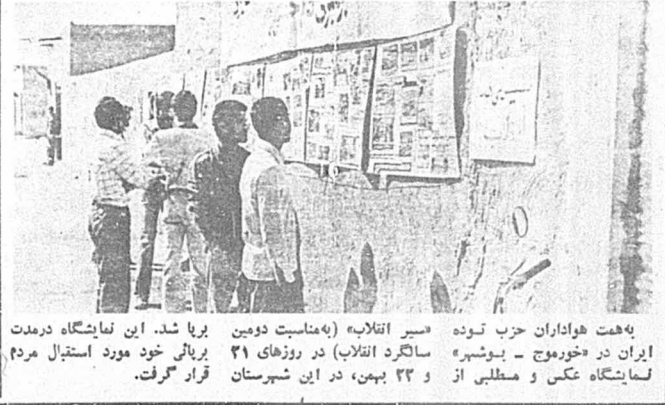 به‌همت هواداران حزب توده
ایران در «خورموج ـ بوشهر»
نمایشگاه عکس و مطلبی از
«سیر انقلاب» (به‌مناسبت دومین
سالگرد انقلاب) در روزهای ۲۱
و ۲۲ بهمن، در این شهرستان
برپا شد. این نمایشگاه درمدت
برپائی خود مورد استقبال مردم
قرار گرفت.